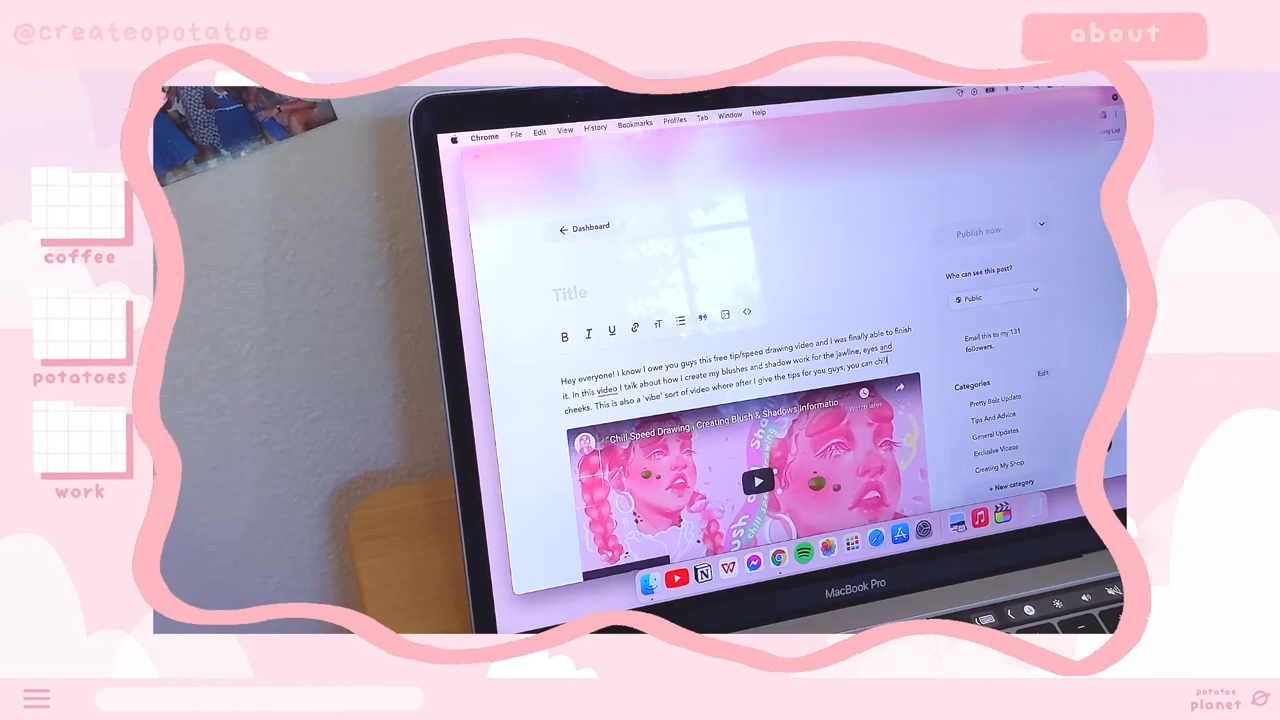 @createopotatoe
about
coffee
potatoes
work
Chrome File Edit View History Bookmarks Profiles Tab Window Help
← Dashboard
Publish now
Title
B I U
Who can see this post?
Public
Email this to my 131
followers.
Hey everyone! I know I owe you guys this free tip/speed drawing video and I was finally able to finish
it. In this video I talk about how I create my blushes and shadow work for the jawline, eyes and
cheeks. This is also a 'vibe' sort of video where after I give the tips for you guys, you can chill
Categories
Edit
Pretty Boiz Update
Tips And Advice
General Updates
Exclusive Videos
Creating My Shop
+ New category
Chill Speed Drawing | Creating Blush & Shadows Informatio...
Watch later
MacBook Pro
potatoe
planet